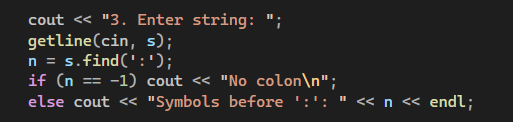 cout << "3. Enter string: ";
getline(cin, s);
n = s.find(':');
if (n == -1) cout << "No colon\n";
else cout << "Symbols before ':': " << n << endl;